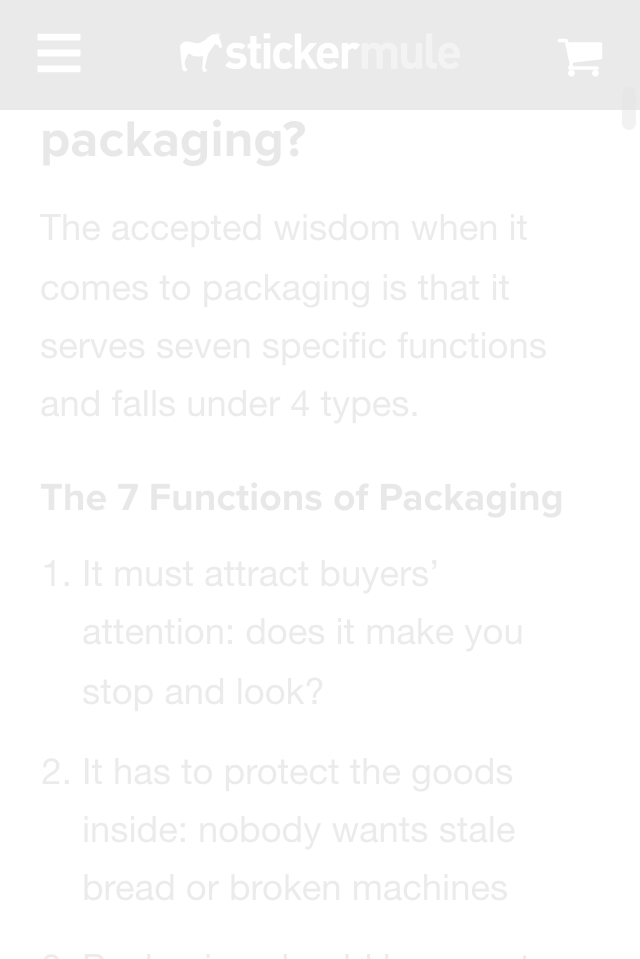 stickermule
packaging?
The accepted wisdom when it
comes to packaging is that it
serves seven specific functions
and falls under 4 types.
The 7 Functions of Packaging
1. It must attract buyers’
attention: does it make you
stop and look?
2. It has to protect the goods
inside: nobody wants stale
bread or broken machines